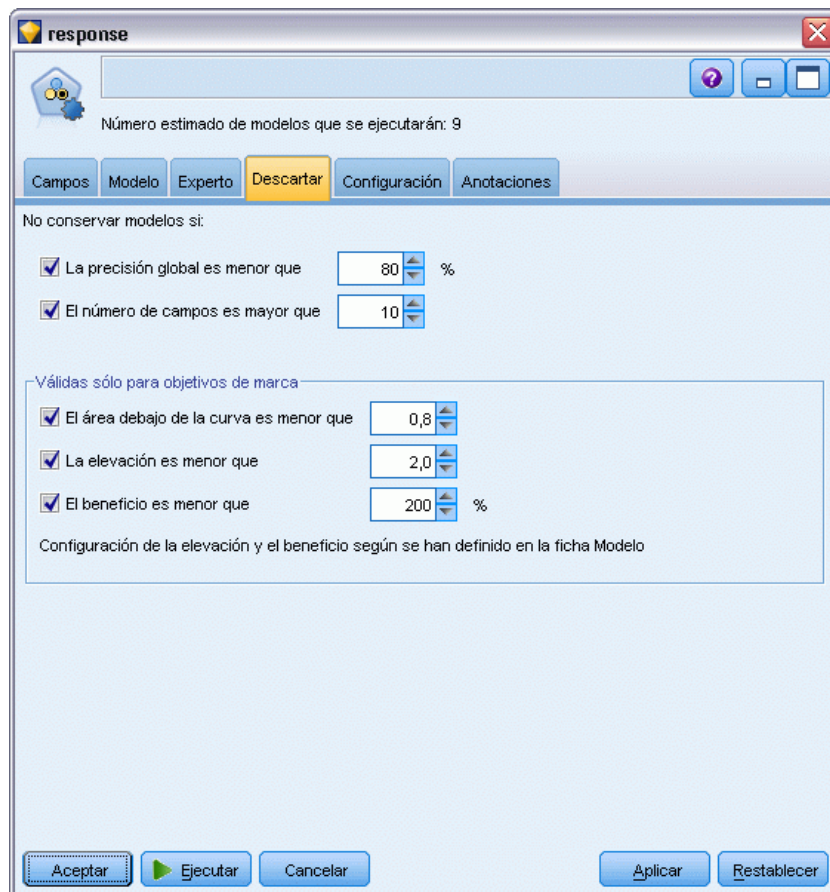 response
Número estimado de modelos que se ejecutarán: 9
Campos Modelo Experto Descartar Configuración Anotaciones
No conservar modelos si:
La precisión global es menor que 80 %
El número de campos es mayor que 10
Válidas sólo para objetivos de marca
El área debajo de la curva es menor que 0,8
La elevación es menor que 2,0
El beneficio es menor que 200 %
Configuración de la elevación y el beneficio según se han definido en la ficha Modelo
Aceptar Ejecutar Cancelar Aplicar Restablecer